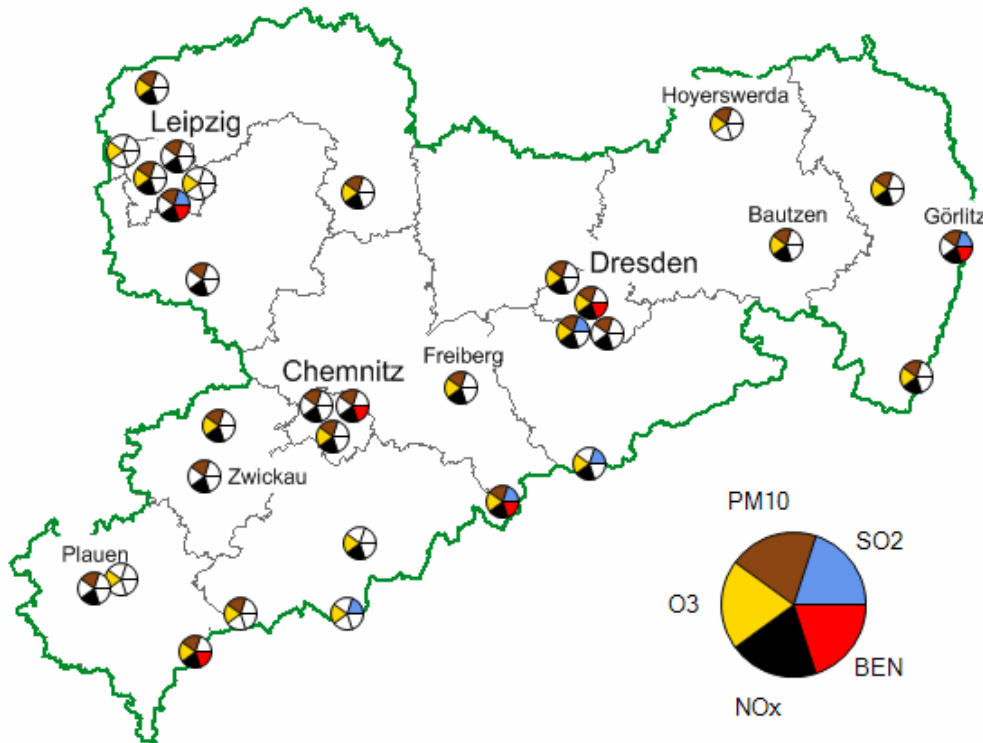 Hoyerswerda
Leipzig
Bautzen
Görlitz
Dresden
Freiberg
Chemnitz
Zwickau
Plauen
PM10
SO2
O3
BEN
NOx